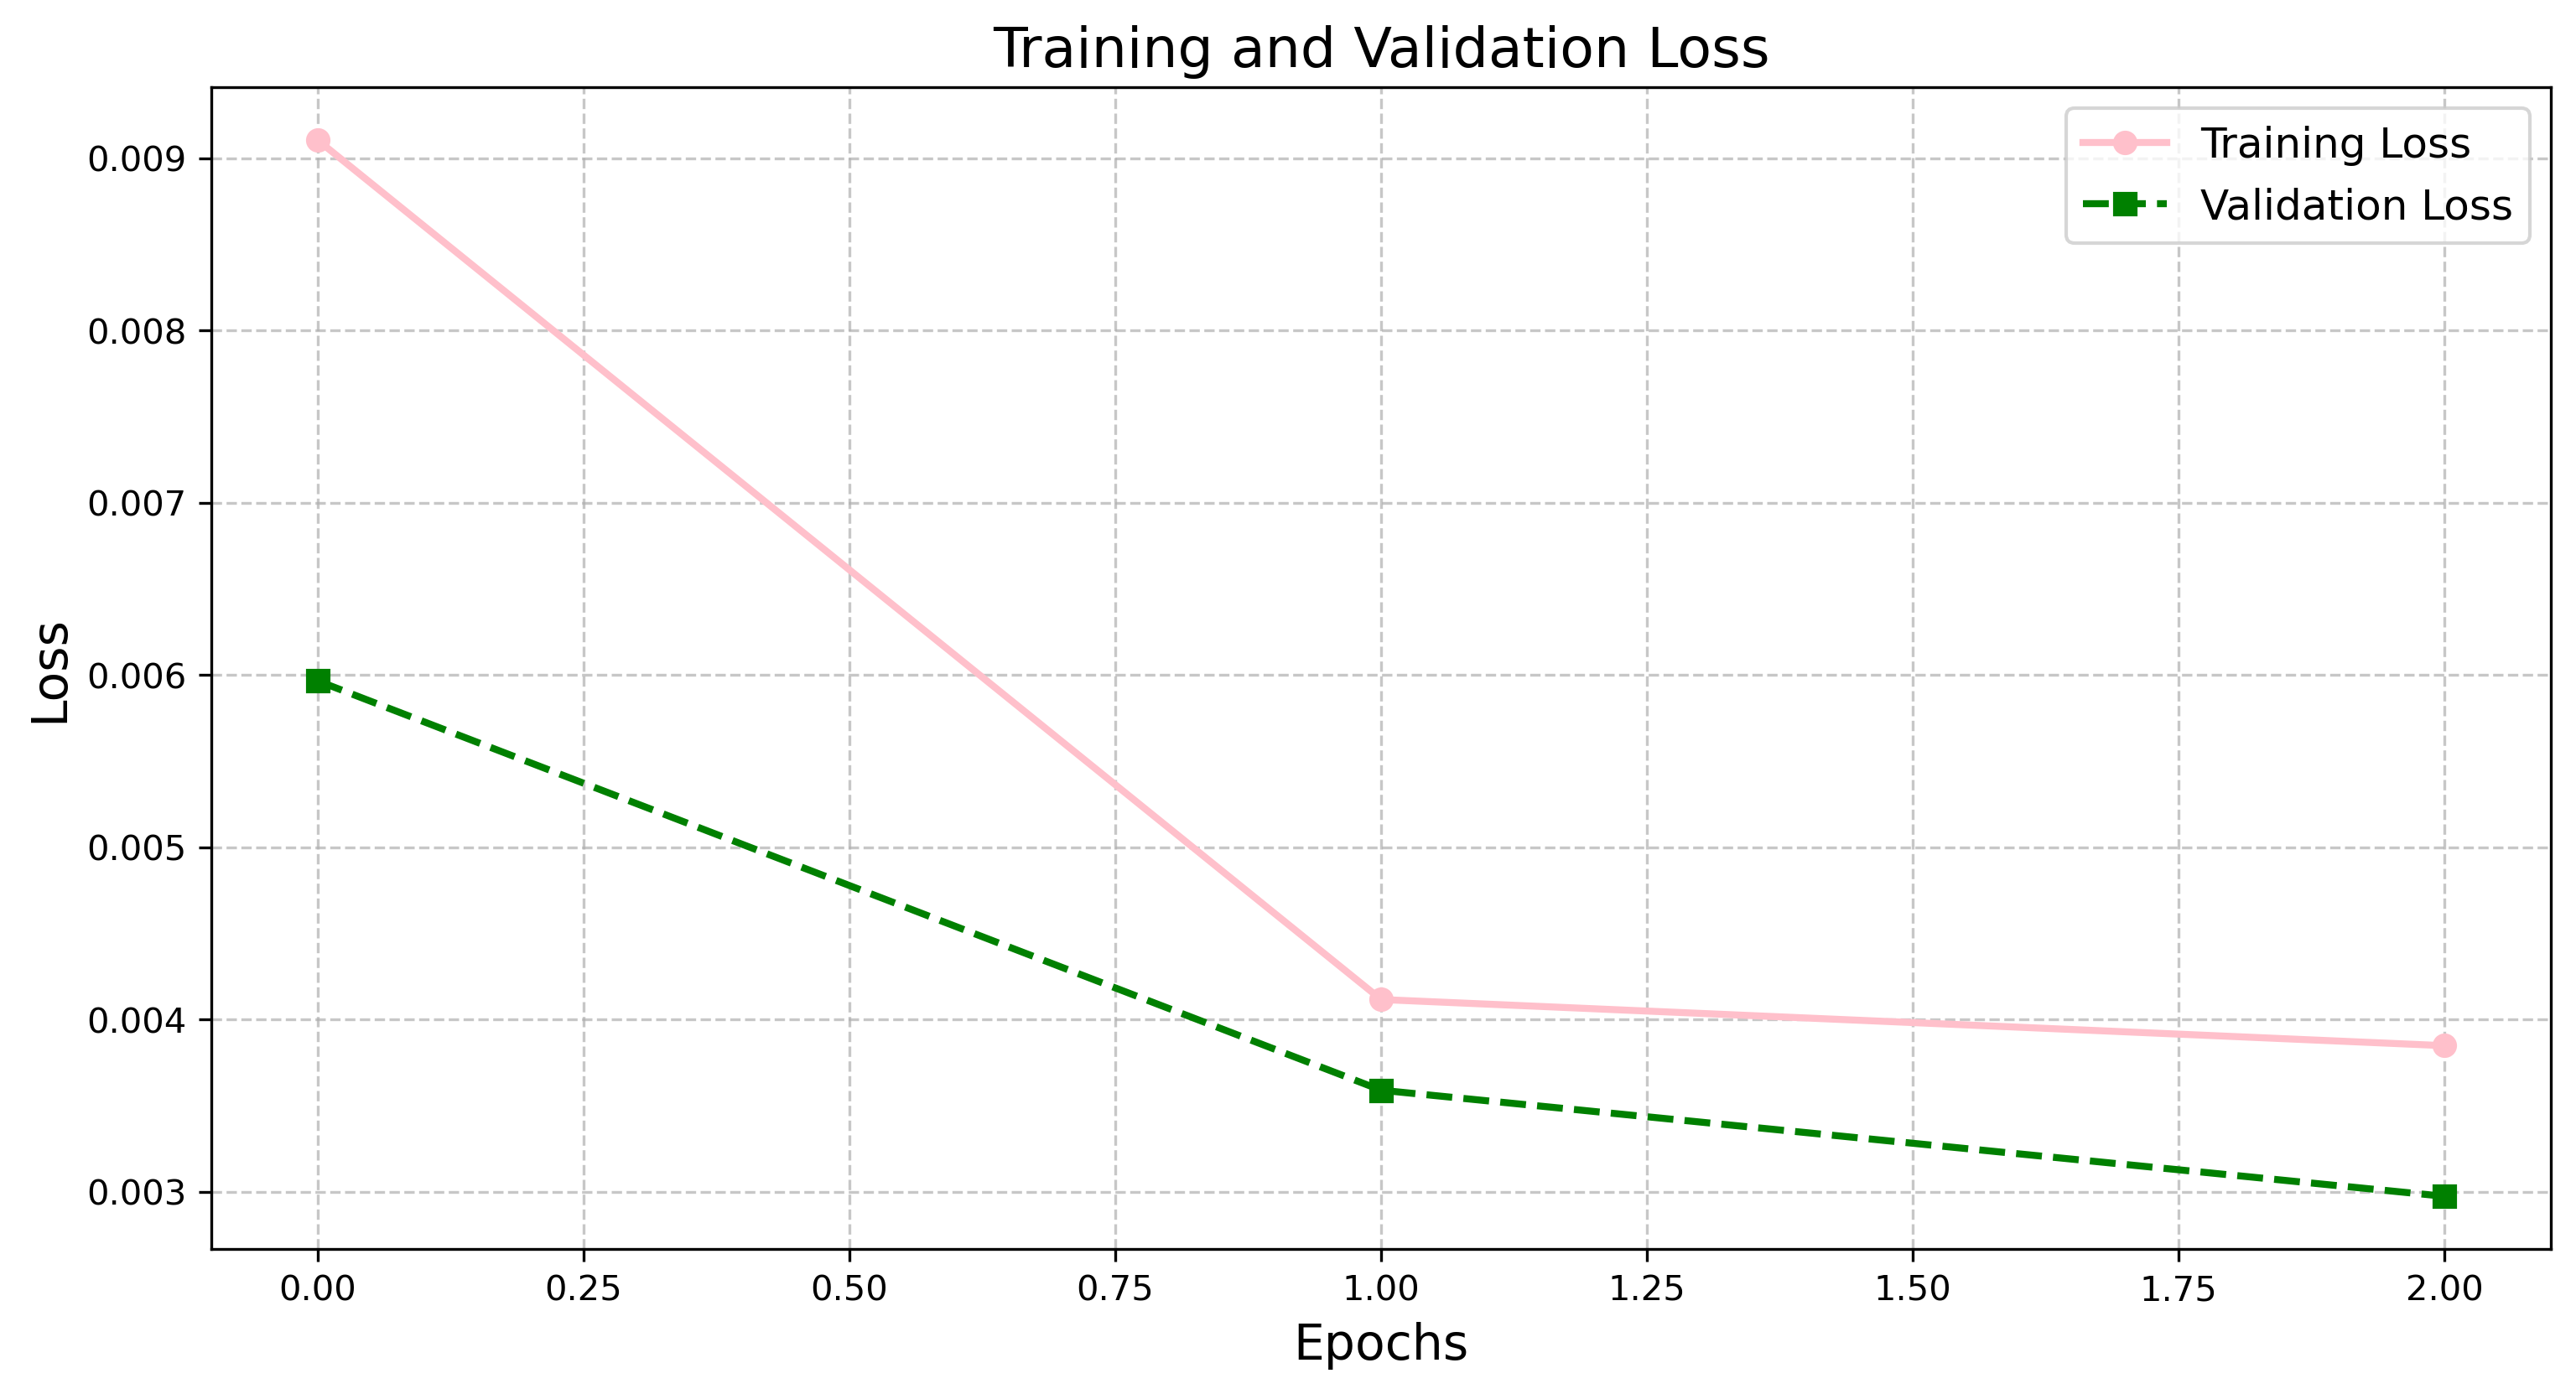 Training and Validation Loss
Training Loss
Validation Loss
Loss
0.009
0.008
0.007
0.006
0.005
0.004
0.003
0.00 0.25 0.50 0.75 1.00 1.25 1.50 1.75 2.00
Epochs